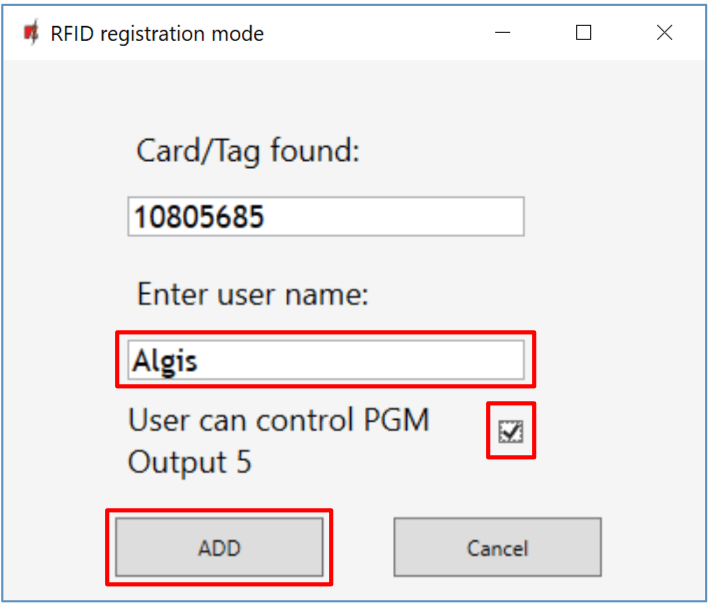 RFID registration mode
Card/Tag found:
10805685
Enter user name:
Algis
User can control PGM
Output 5
ADD
Cancel